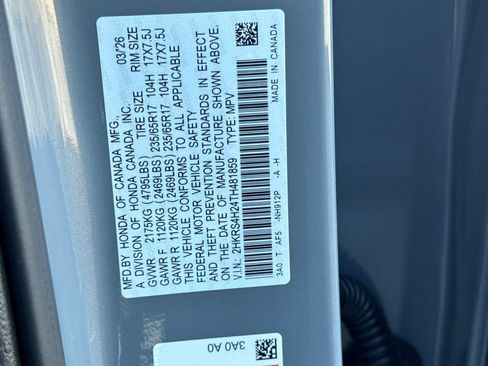 MFD.BY HONDA OF CANADA MFG., 03/26
A DIVISION OF HONDA CANADA INC.
TIRE SIZE RIM SIZE
GVWR 2175KG (4795LBS)
GAWR F 1120KG (2469LBS) 235/65R17 104H 17X7.5J
GAWR R 1120KG (2469LBS) 235/65R17 104H 17X7.5J
THIS VEHICLE CONFORMS TO ALL APPLICABLE
FEDERAL MOTOR VEHICLE SAFETY AND
THEFT PREVENTION STANDARDS IN EFFECT
ON THE DATE OF MANUFACTURE SHOWN ABOVE.
V.I.N: 2HKRS4H24TH481859 TYPE: MPV
3A0 T AF5 -NH912P -A -H
MADE IN CANADA
3A0 A0